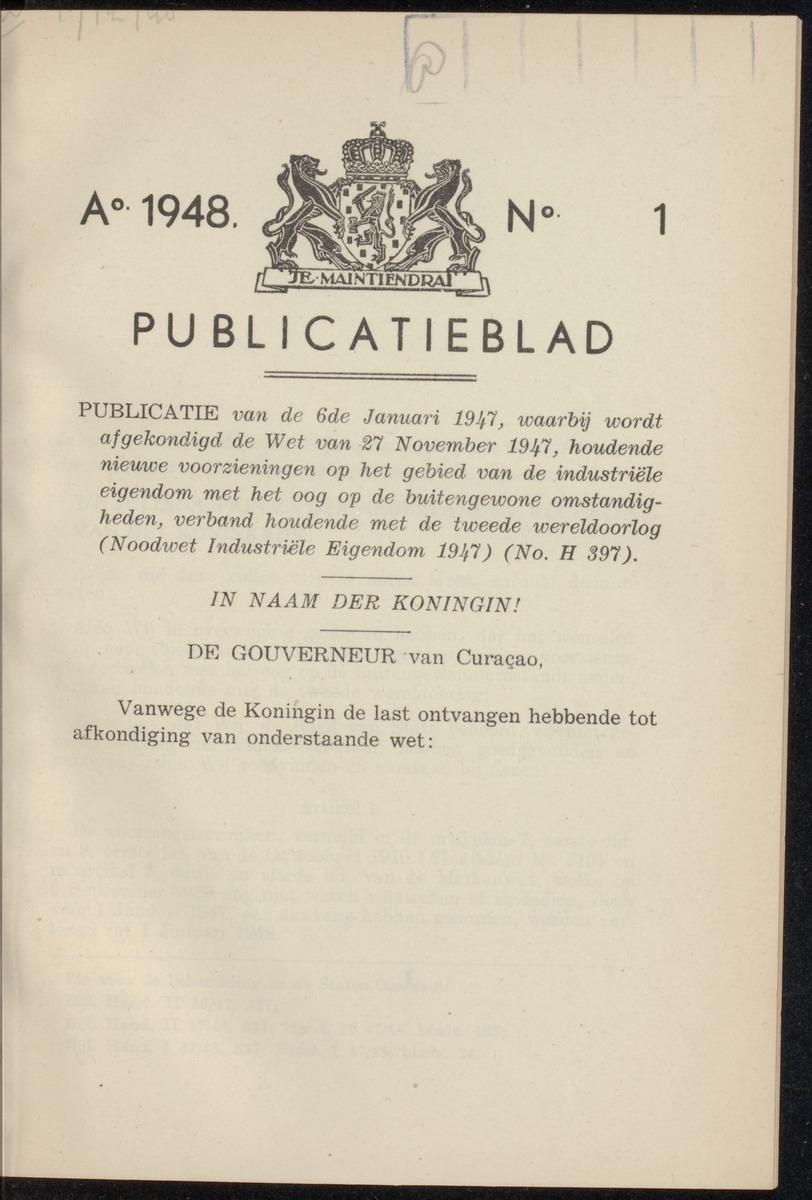 Aº. 1948.
Nº. 1
JE·MAINTIENDRAI
PUBLICATIEBLAD
PUBLICATIE van de 6de Januari 1947, waarbij wordt
afgekondigd de Wet van 27 November 1947, houdende
nieuwe voorzieningen op het gebied van de industriële
eigendom met het oog op de buitengewone omstandig-
heden, verband houdende met de tweede wereldoorlog
(Noodwet Industriële Eigendom 1947) (No. H 397).
IN NAAM DER KONINGIN!
DE GOUVERNEUR van Curaçao,
Vanwege de Koningin de last ontvangen hebbende tot
afkondiging van onderstaande wet: